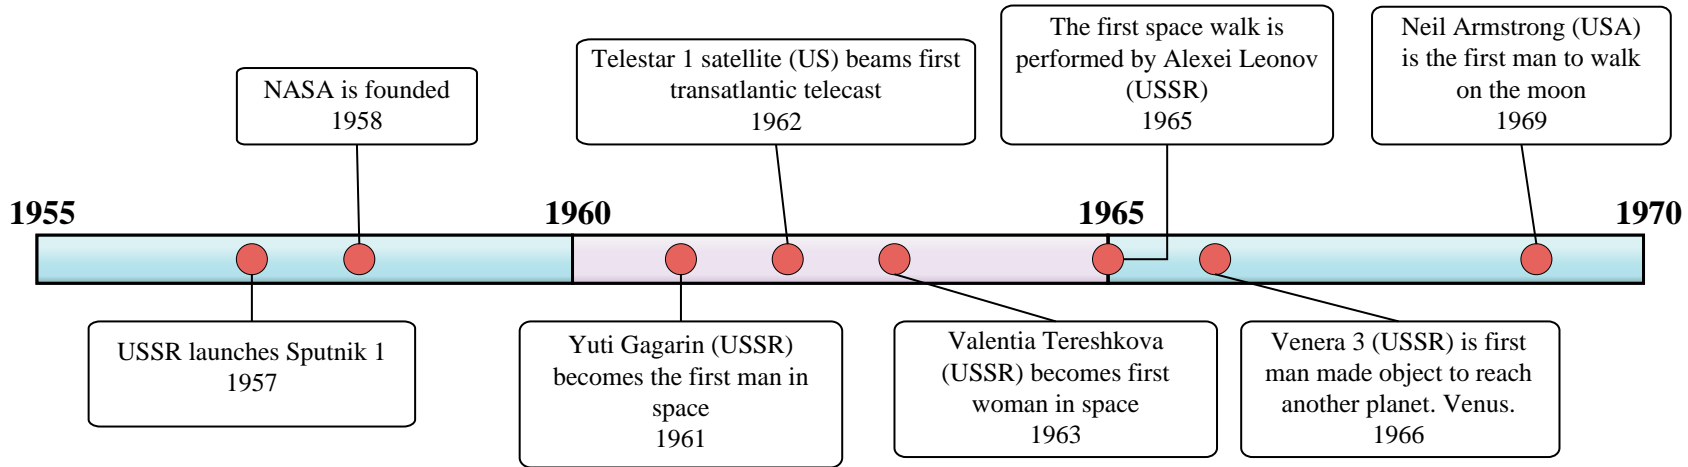 NASA is founded
1958
Telestar 1 satellite (US) beams first
transatlantic telecast
1962
The first space walk is
performed by Alexei Leonov
(USSR)
1965
Neil Armstrong (USA)
is the first man to walk
on the moon
1969
1955
1960
1965
1970
USSR launches Sputnik 1
1957
Yuti Gagarin (USSR)
becomes the first man in
space
1961
Valentia Tereshkova
(USSR) becomes first
woman in space
1963
Venera 3 (USSR) is first
man made object to reach
another planet. Venus.
1966